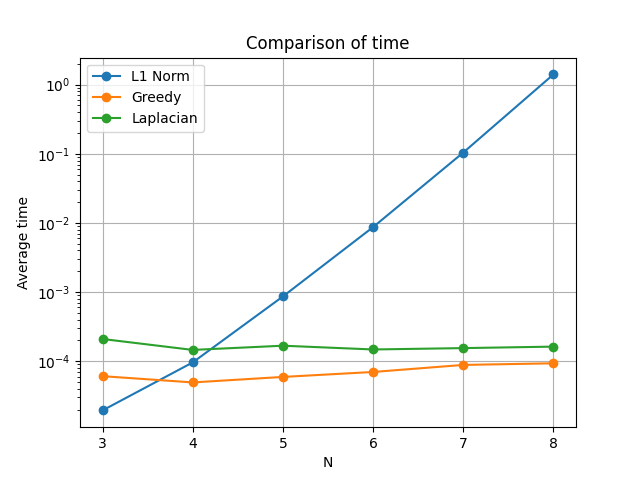 Comparison of time
L1 Norm
Greedy
Laplacian
10^0
10^-1
10^-2
10^-3
10^-4
Average time
3 4 5 6 7 8
N